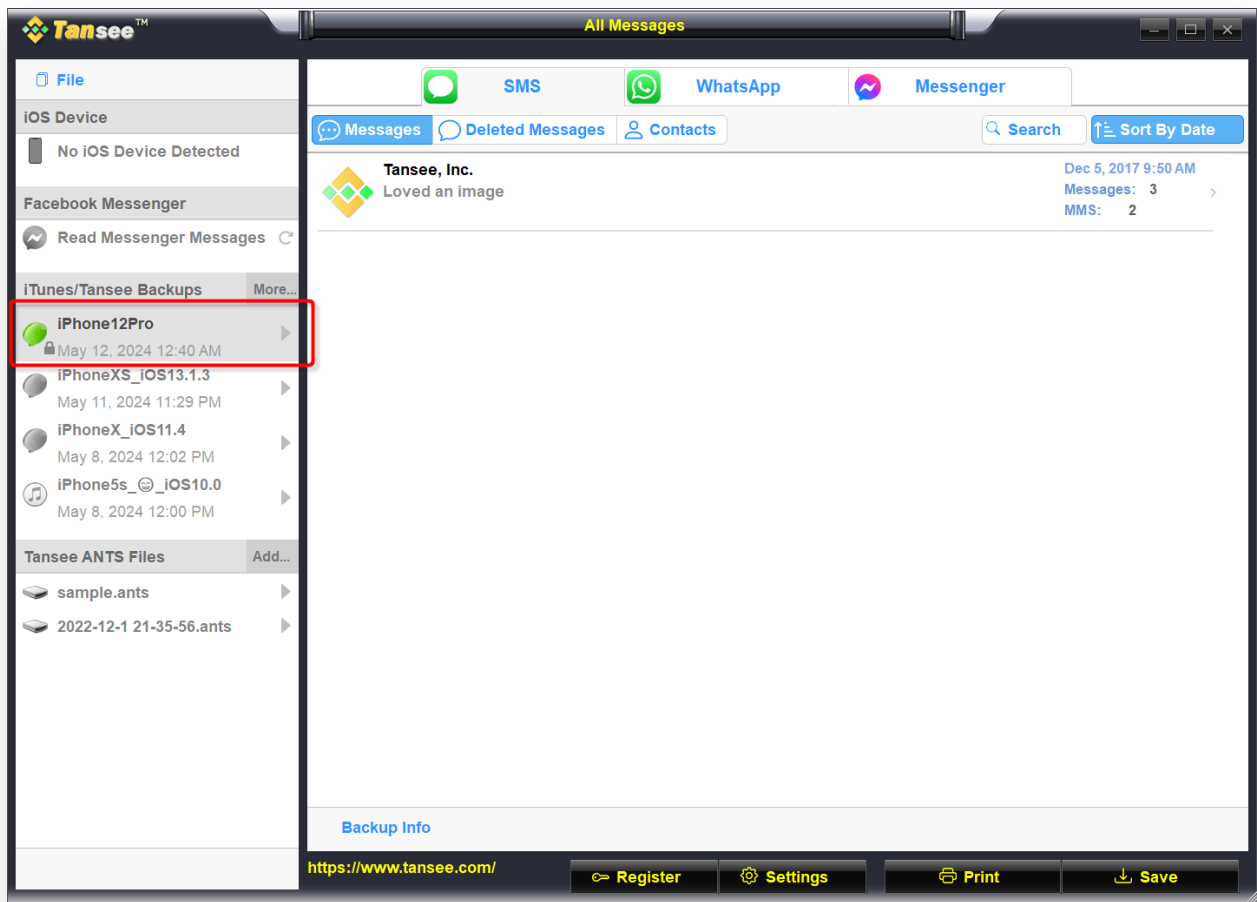 Tansee™
All Messages
File
iOS Device
No iOS Device Detected
Facebook Messenger
Read Messenger Messages
iTunes/Tansee Backups More...
iPhone12Pro
May 12, 2024 12:40 AM
iPhoneXS_iOS13.1.3
May 11, 2024 11:29 PM
iPhoneX_iOS11.4
May 8, 2024 12:02 PM
iPhone5s_😁_iOS10.0
May 8, 2024 12:00 PM
Tansee ANTS Files Add...
sample.ants
2022-12-1 21-35-56.ants
SMS WhatsApp Messenger
Messages Deleted Messages Contacts Search Sort By Date
Tansee, Inc. Dec 5, 2017 9:50 AM
Loved an image Messages: 3
MMS: 2
Backup Info
https://www.tansee.com/ Register Settings Print Save